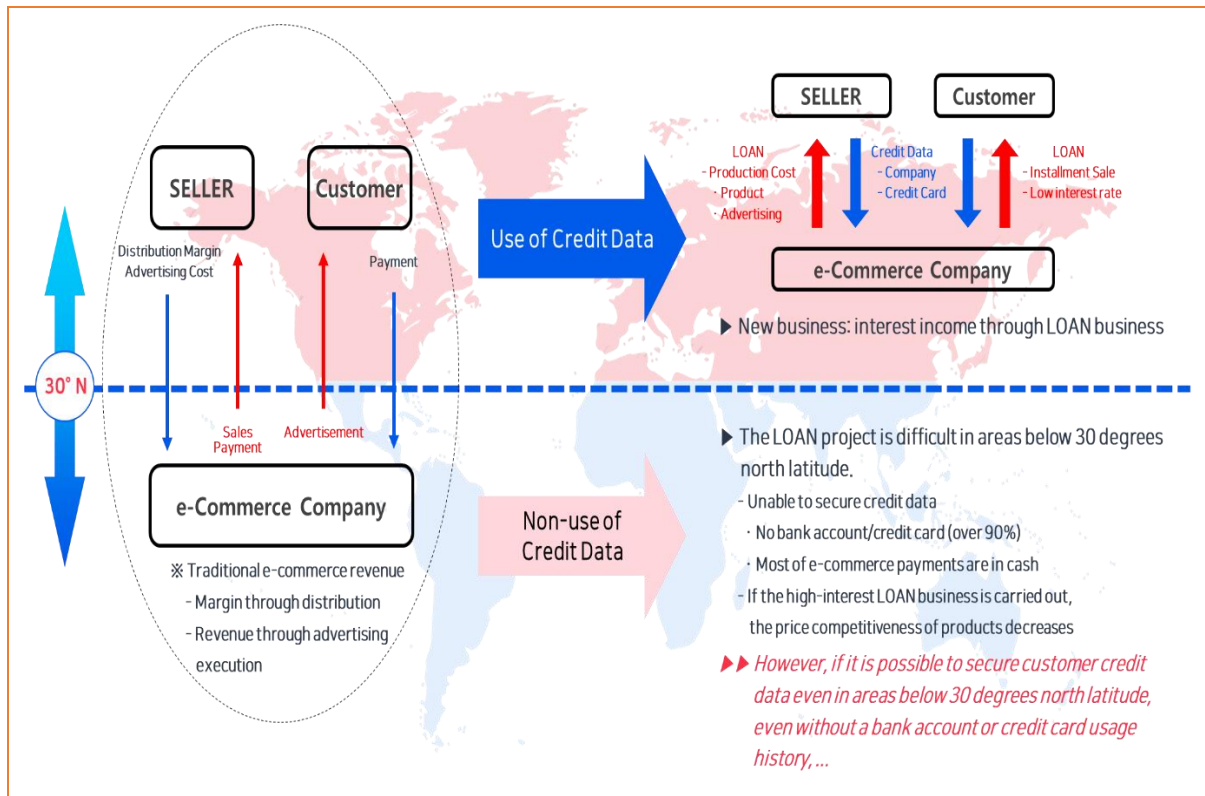 SELLER
Customer
Distribution Margin
Advertising Cost
Payment
30° N
Sales
Payment
Advertisement
e-Commerce Company
※ Traditional e-commerce revenue
- Margin through distribution
- Revenue through advertising
execution
Use of Credit Data
Non-use of
Credit Data
SELLER
Customer
LOAN
- Production Cost
· Product
· Advertising
Credit Data
- Company
- Credit Card
LOAN
- Installment Sale
- Low interest rate
e-Commerce Company
▶ New business: interest income through LOAN business
▶ The LOAN project is difficult in areas below 30 degrees
north latitude.
- Unable to secure credit data
· No bank account/credit card (over 90%)
· Most of e-commerce payments are in cash
- If the high-interest LOAN business is carried out,
the price competitiveness of products decreases
▶▶ However, if it is possible to secure customer credit
data even in areas below 30 degrees north latitude,
even without a bank account or credit card usage
history, ...